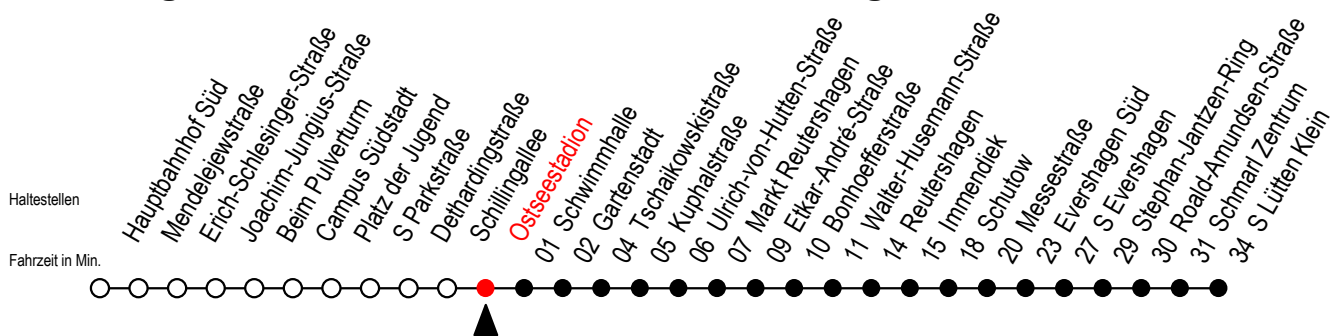 Hauptbahnhof Süd
Mendelejewstraße
Erich-Schlesinger-Straße
Joachim-Jungius-Straße
Beim Pulverturm
Campus Südstadt
Platz der Jugend
S Parkstraße
Dethardingstraße
Schillingallee
Ostseestadion
01 Schwimmhalle
02 Gartenstadt
04 Tschaikowskistraße
05 Kuphalstraße
06 Ulrich-von-Hutten-Straße
07 Markt Reutershagen
09 Etkar-André-Straße
10 Bonhoefferstraße
11 Walter-Husemann-Straße
14 Reutershagen
15 Immendiek
18 Schutow
20 Messestraße
23 Evershagen Süd
27 S Evershagen
29 Stephan-Jantzen-Ring
30 Roald-Amundsen-Straße
31 Schmarl Zentrum
34 S Lütten Klein
Haltestellen
Fahrzeit in Min.